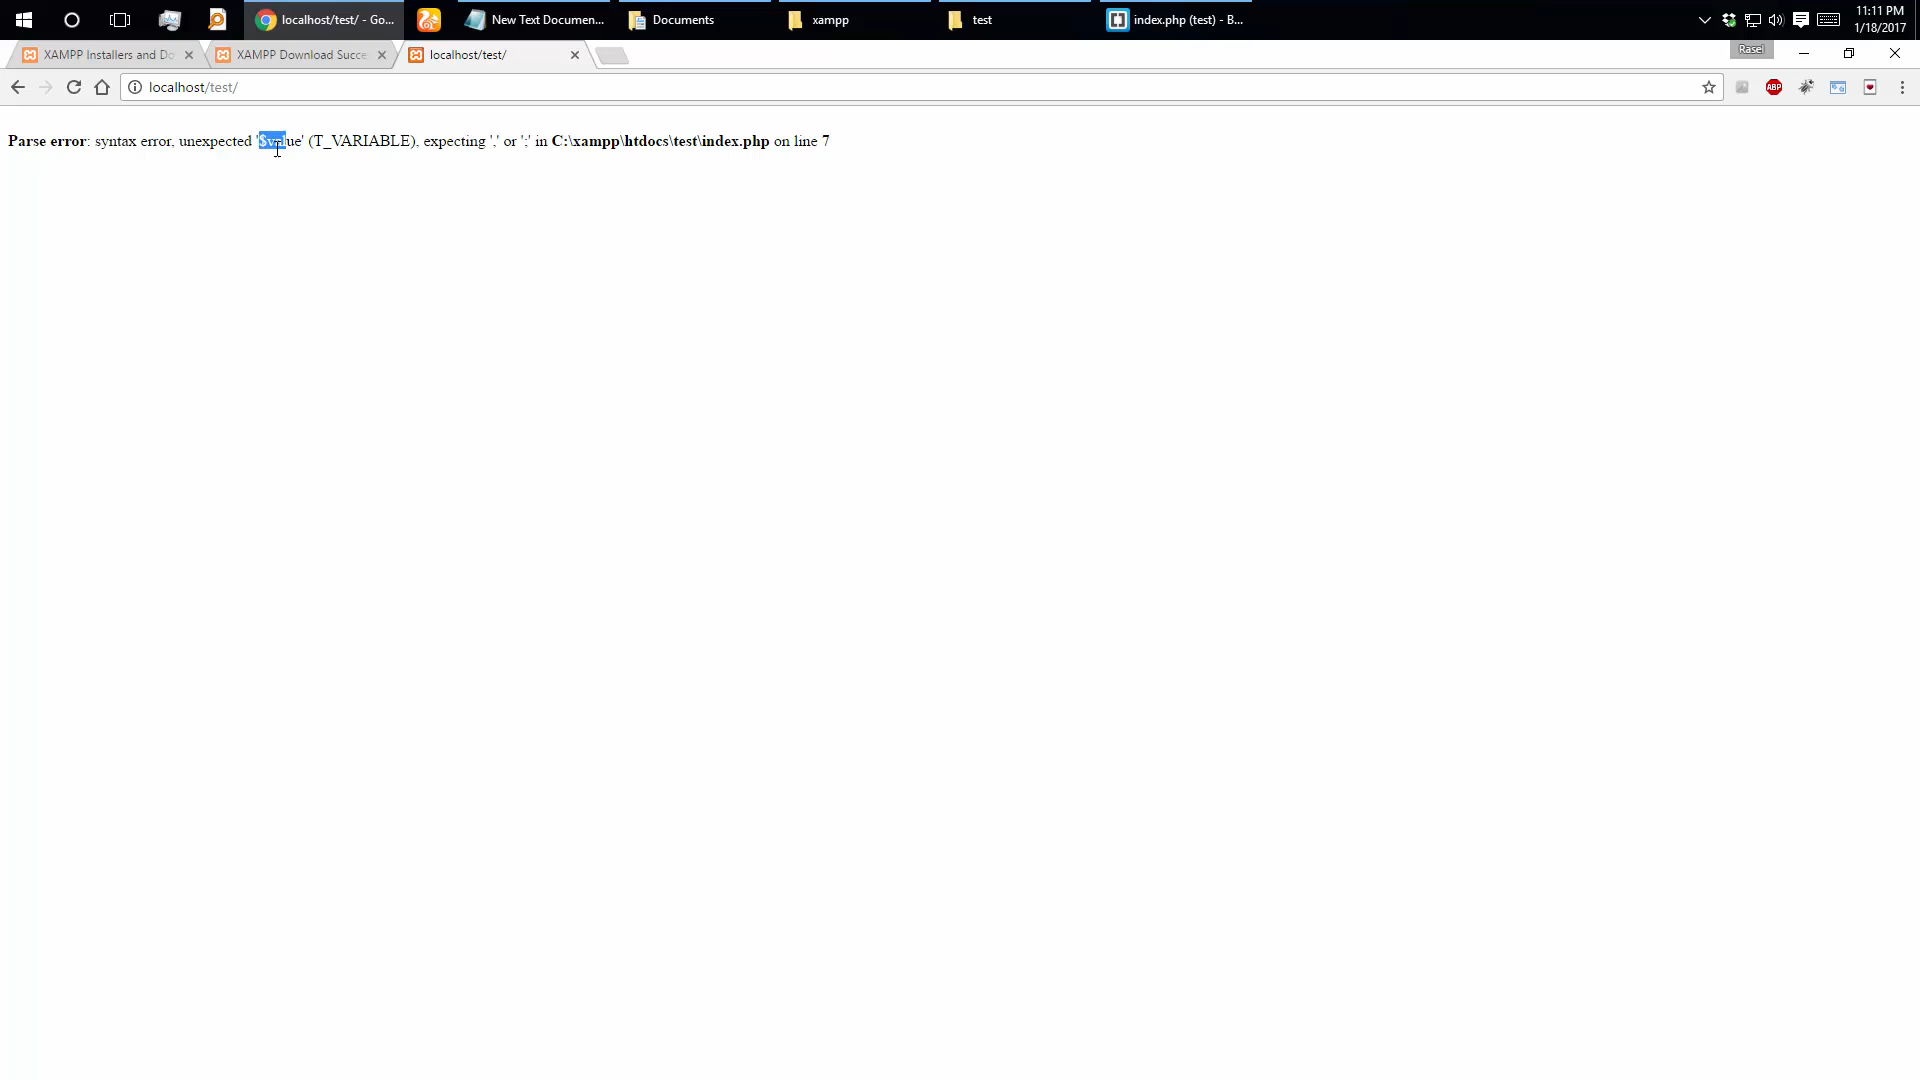 localhost/test/ - Go...
New Text Documen...
Documents
xampp
test
index.php (test) - B...
11:11 PM
1/18/2017
XAMPP Installers and Do
XAMPP Download Succe
localhost/test/
Rasel
localhost/test/
ABP
Parse error: syntax error, unexpected '$value' (T_VARIABLE), expecting ',' or ';' in C:\xampp\htdocs\test\index.php on line 7